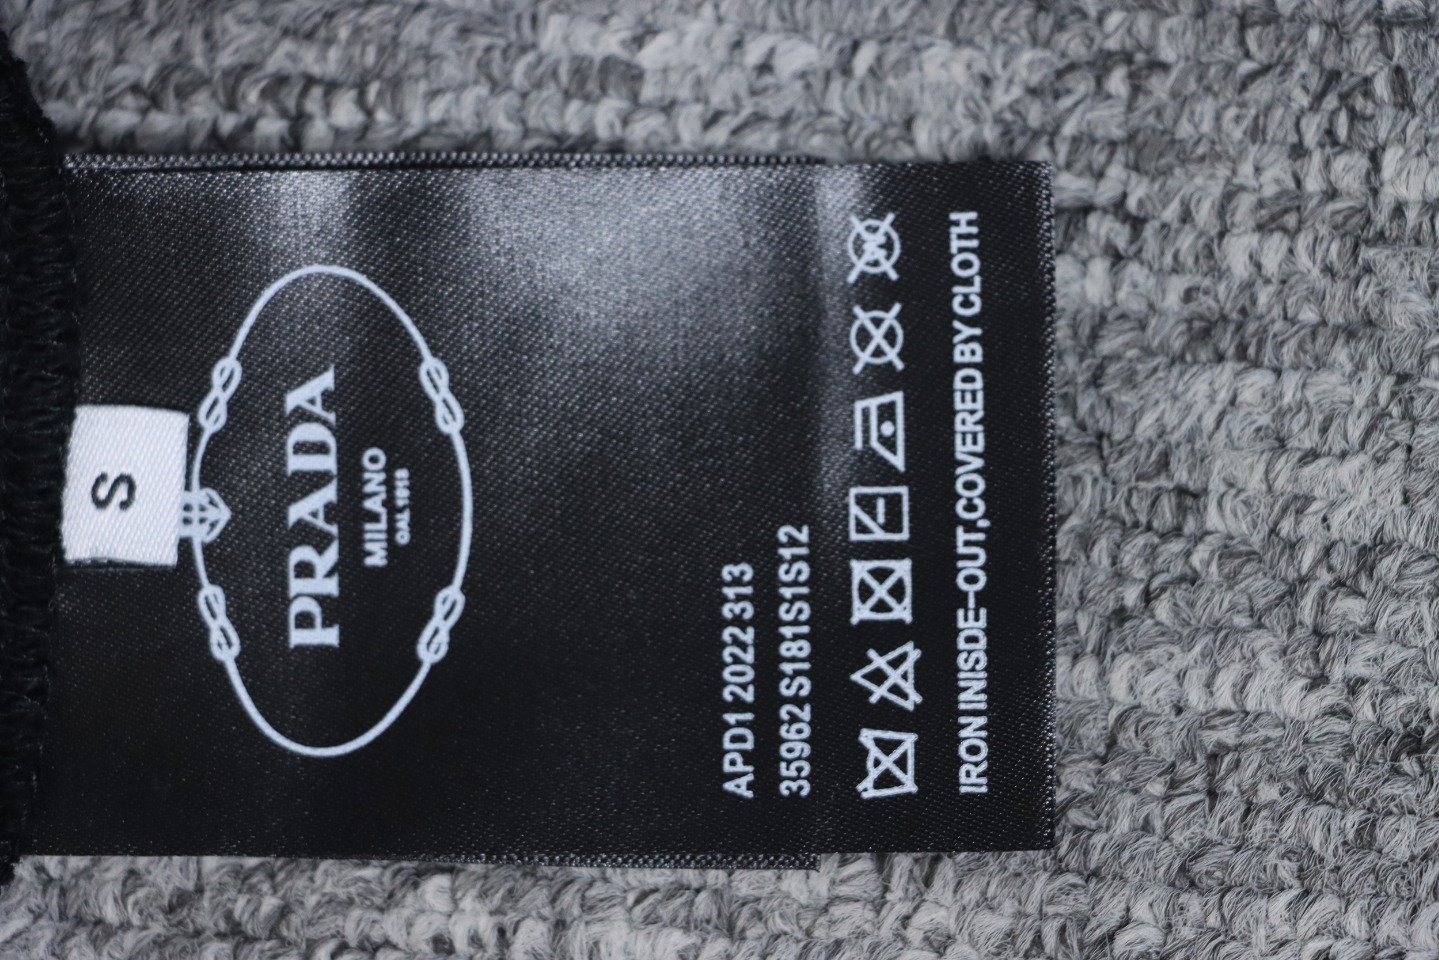 S
PRADA
MILANO
DAL 1913
APD1 2022 313
35962 S181S1S12
IRON INISDE-OUT,COVERED BY CLOTH